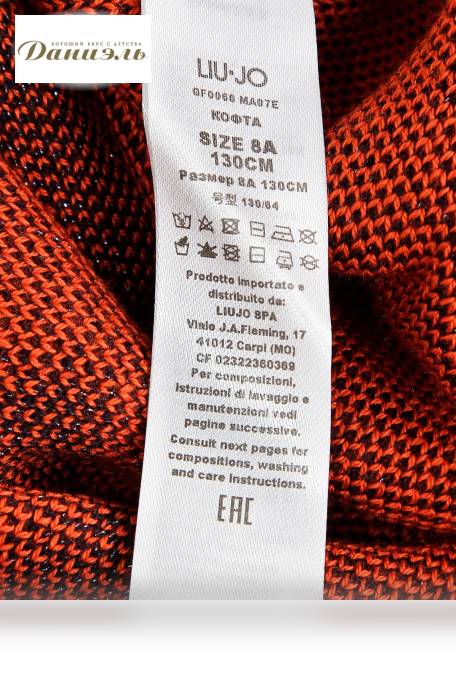 ХОРОШИЙ ВКУС С ДЕТСТВА
Даниэль
LIU·JO
0F0060 MA07E
КОФТА
SIZE 8A
130CM
Размер 8A 130CM
号型 130/64
Prodotto importato e
distribuito da:
LIUJO SPA
Viale J.A.Fleming, 17
41012 Carpi (MO)
CF 02322360369
Per composizioni,
istruzioni di lavaggio e
manutenzioni vedi
pagine successive.
Consult next pages for
compositions, washing
and care instructions.
EAC